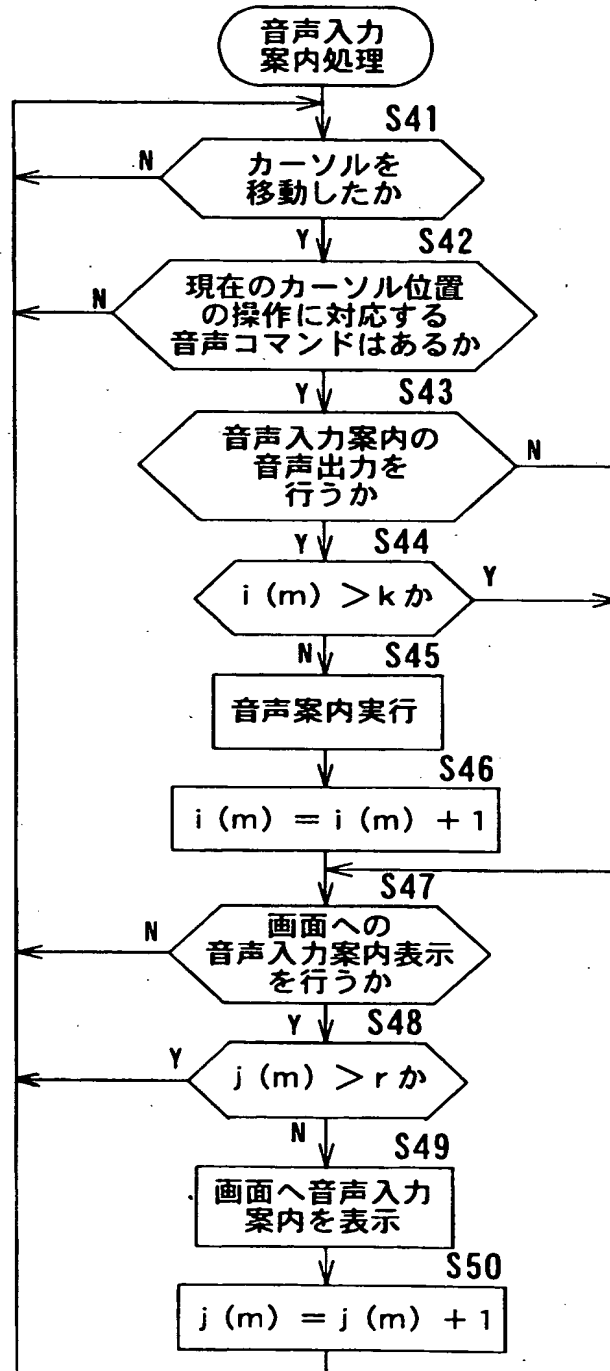 音声入力
案内処理
S41
N
カーソルを
移動したか
Y
S42
N
現在のカーソル位置
の操作に対応する
音声コマンドはあるか
Y
S43
音声入力案内の
音声出力を
行うか
N
Y
S44
i (m) >kか
Y
N
S45
音声案内実行
S46
i (m) = i (m) + 1
S47
N
画面への
音声入力案内表示
を行うか
Y
S48
Y
j (m) >rか
N
S49
画面へ音声入力
案内を表示
S50
j (m) = j (m) + 1